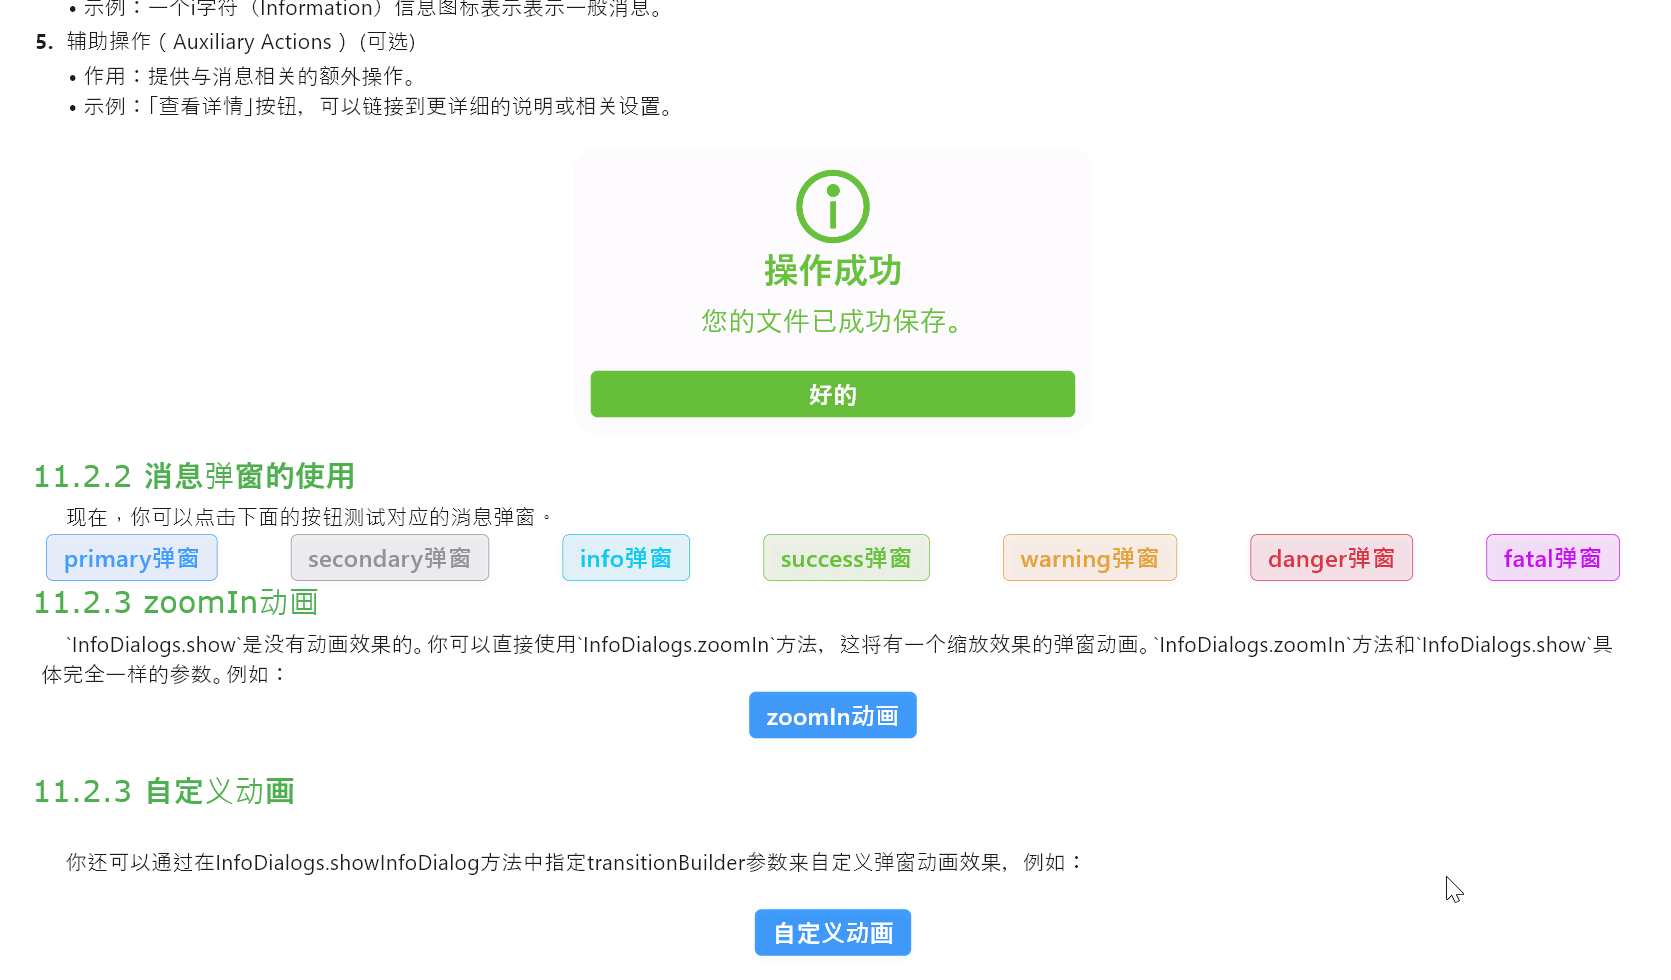 • 示例：一个i字符（Information）信息图标表示表示一般消息。
5. 辅助操作（Auxiliary Actions）(可选)
• 作用：提供与消息相关的额外操作。
• 示例：「查看详情」按钮，可以链接到更详细的说明或相关设置。
操作成功
您的文件已成功保存。
好的
11.2.2 消息弹窗的使用
现在，你可以点击下面的按钮测试对应的消息弹窗。
primary弹窗 secondary弹窗 info弹窗 success弹窗 warning弹窗 danger弹窗 fatal弹窗
11.2.3 zoomIn动画
`InfoDialogs.show`是没有动画效果的。你可以直接使用`InfoDialogs.zoomIn`方法，这将有一个缩放效果的弹窗动画。`InfoDialogs.zoomIn`方法和`InfoDialogs.show`具
体完全一样的参数。例如：
zoomIn动画
11.2.3 自定义动画
你还可以通过在InfoDialogs.showInfoDialog方法中指定transitionBuilder参数来自定义弹窗动画效果，例如：
自定义动画